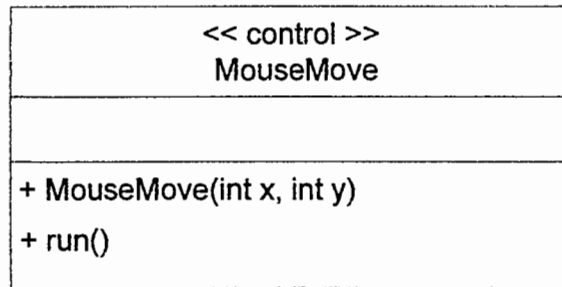 << control >>
MouseMove
+ MouseMove(int x, int y)
+ run()